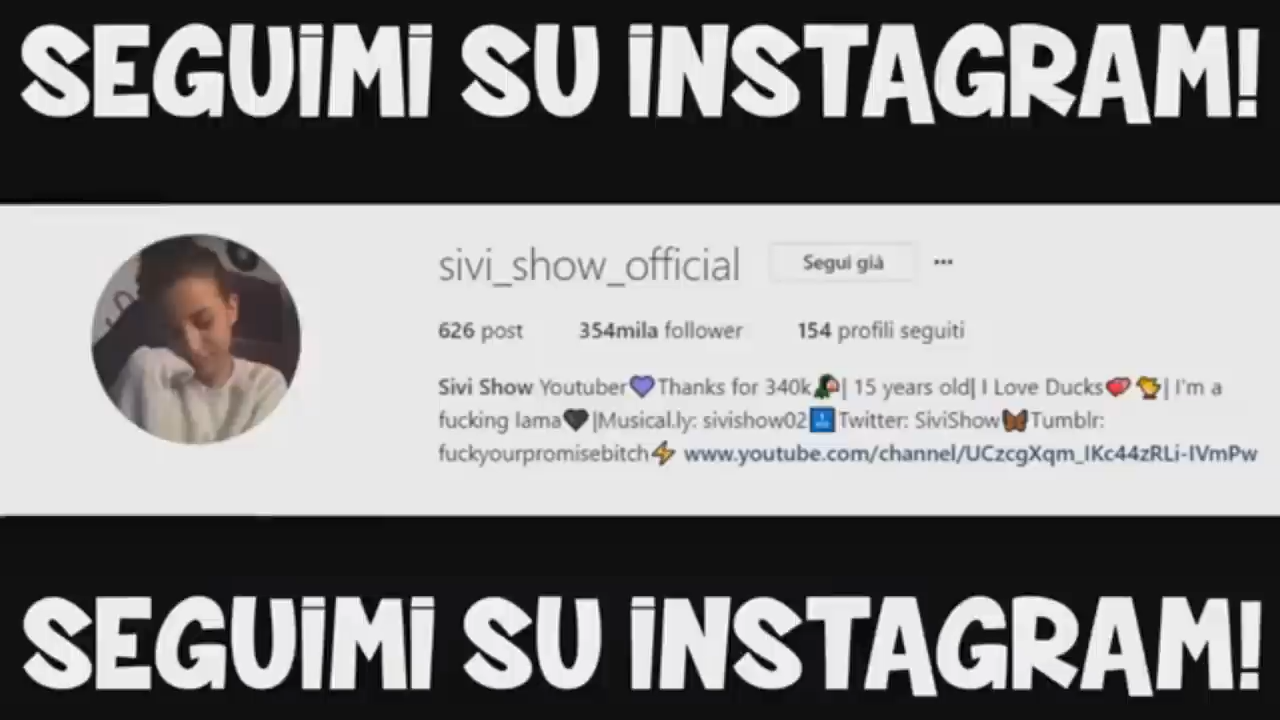 SEGUiMi SU iNSTAGRAM!
sivi_show_official Segui già ...
626 post 354mila follower 154 profili seguiti
Sivi Show Youtuber💜Thanks for 340k| 15 years old| I Love Ducks | I'm a
fucking lama🖤|Musical.ly: sivishow02 Twitter: SiviShow🦋Tumblr:
fuckyourpromisebitch⚡ www.youtube.com/channel/UCzcgXqm_IKc44zRLi-IVmPw
SEGUiMi SU iNSTAGRAM!